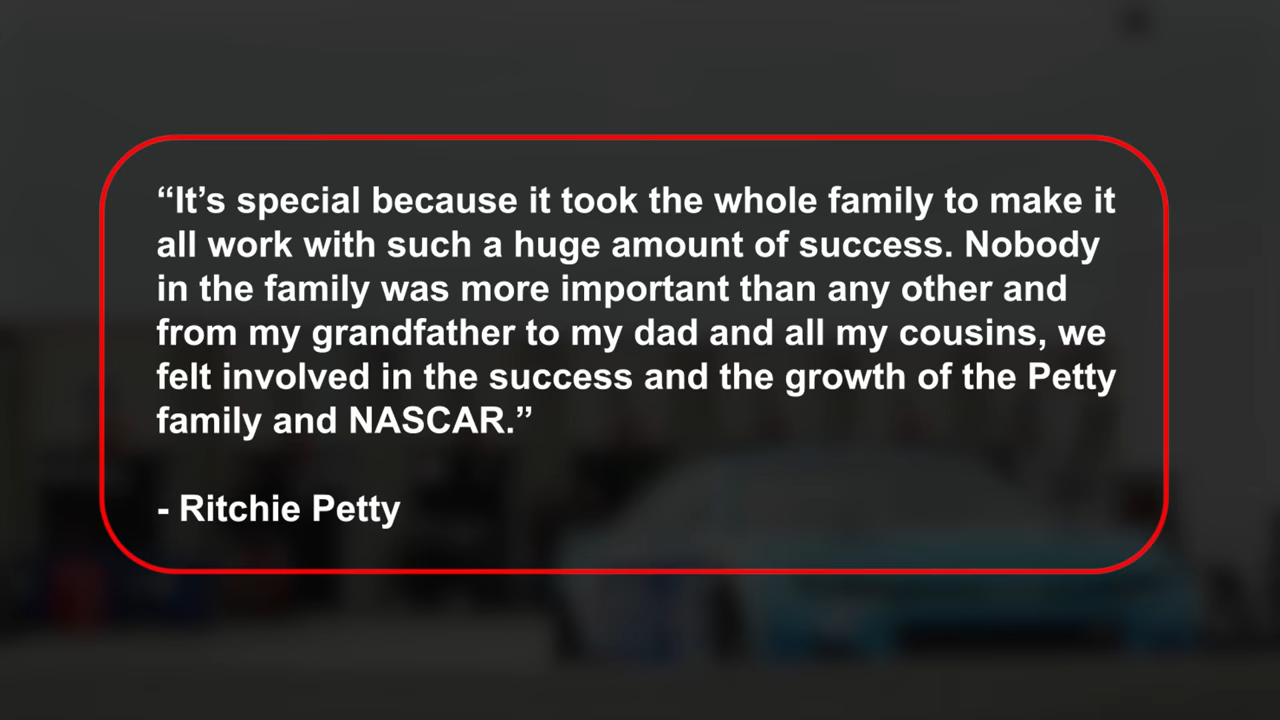 “It’s special because it took the whole family to make it
all work with such a huge amount of success. Nobody
in the family was more important than any other and
from my grandfather to my dad and all my cousins, we
felt involved in the success and the growth of the Petty
family and NASCAR.”
- Ritchie Petty